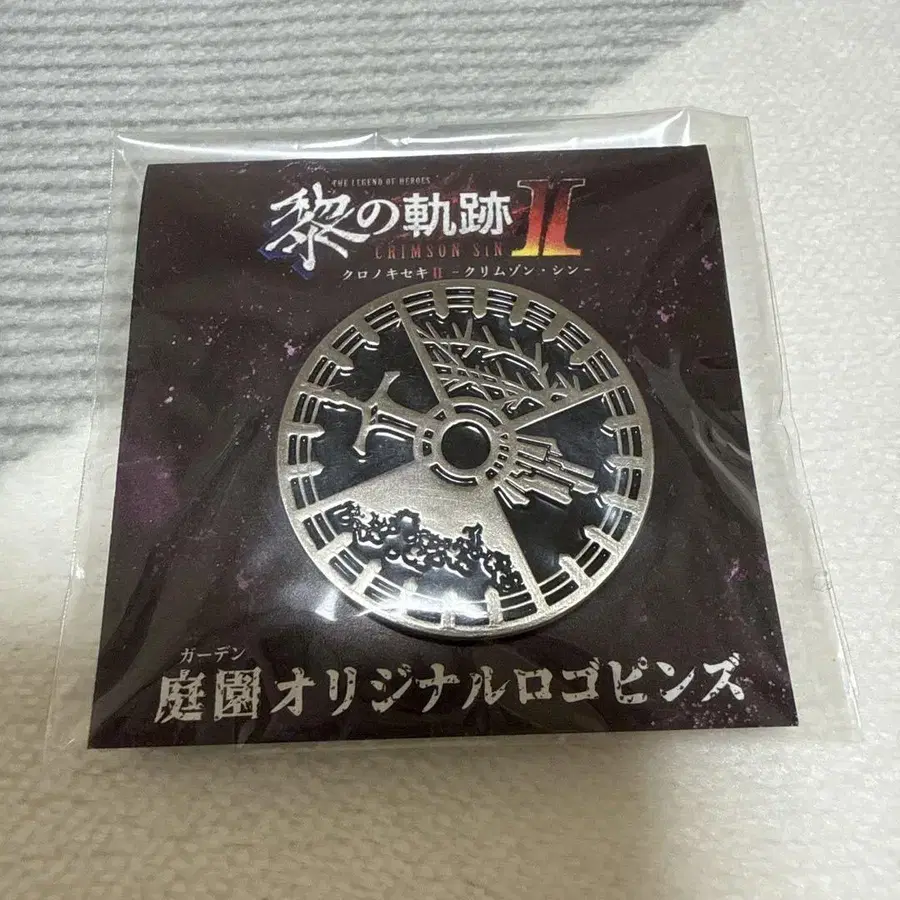 THE LEGEND OF HEROES
黎の軌跡II
CRIMSON SiN
クロノキセキII -クリムゾン・シン-
ガーデン
庭園オリジナルロゴピンズ